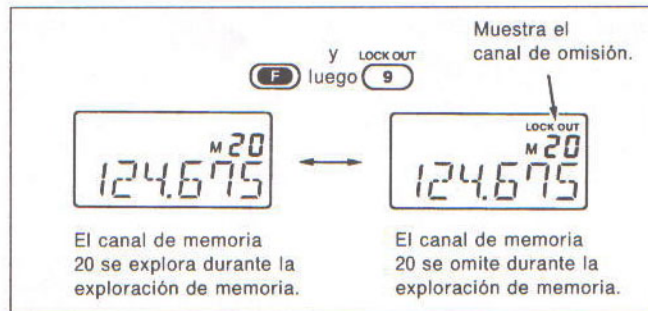 Muestra el
canal de omisión.
y LOCK OUT
F luego 9
LOCK OUT
M 20
124.675
M 20
124.675
El canal de memoria
20 se explora durante la
exploración de memoria.
El canal de memoria
20 se omite durante la
exploración de memoria.